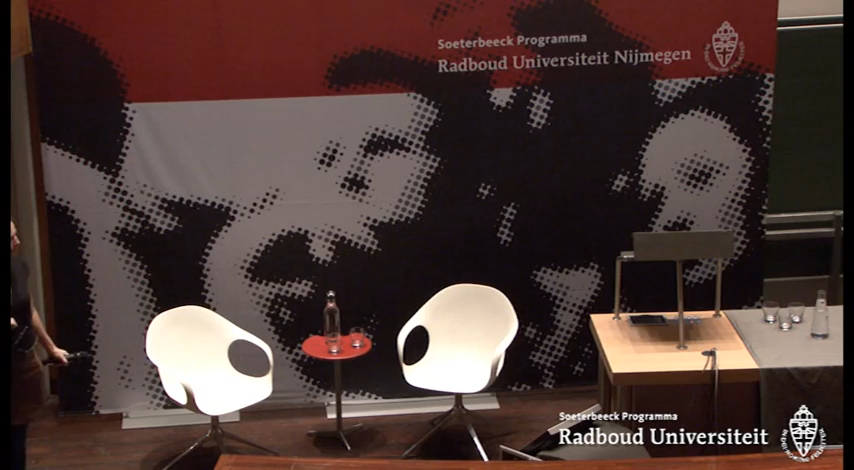 Soeterbeeck Programma
Radboud Universiteit Nijmegen
Soeterbeeck Programma
Radboud Universiteit